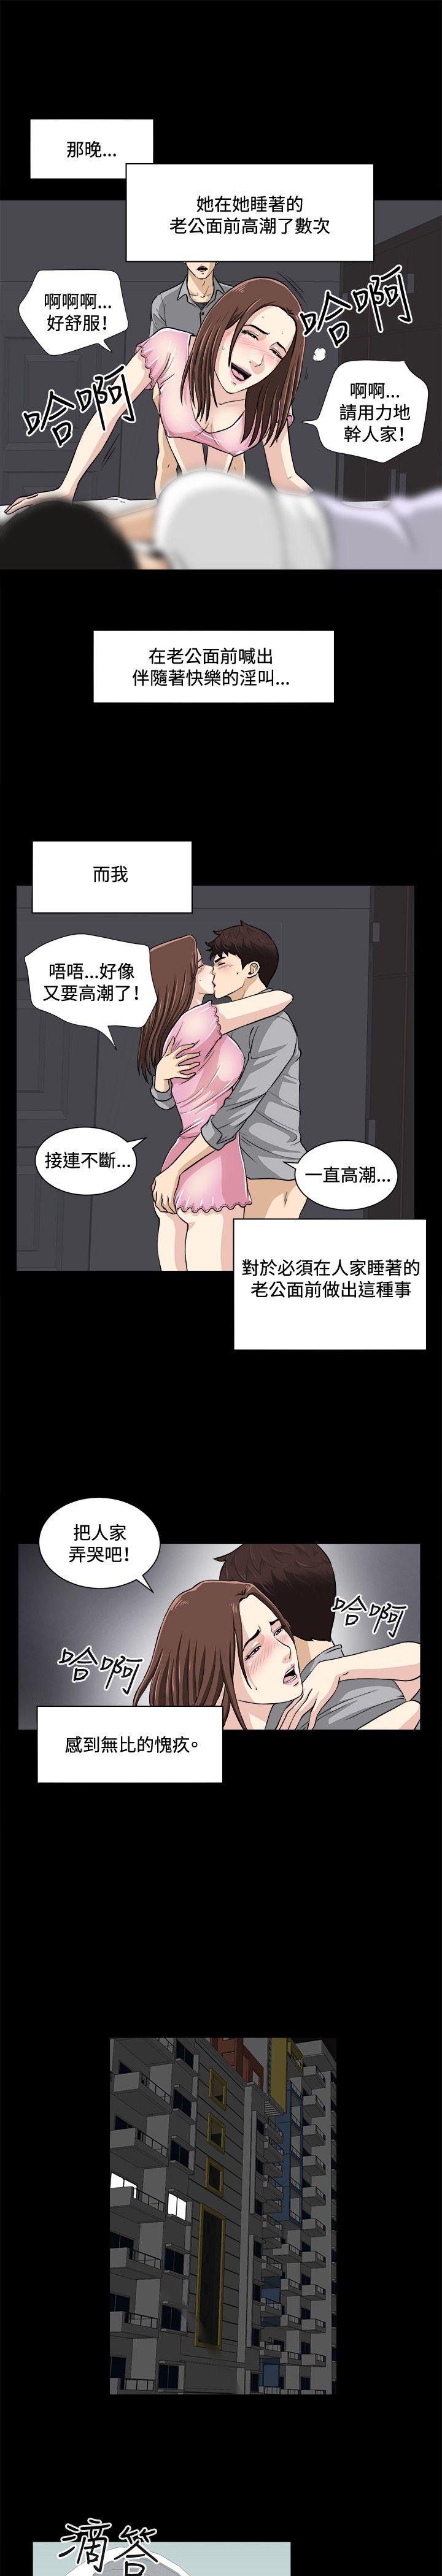 那晚...
她在她睡著的
老公面前高潮了數次
啊啊啊...
好舒服!
哈啊
哈啊
啊啊...
請用力地
幹人家!
在老公面前喊出
伴隨著快樂的淫叫...
而我
唔唔...好像
又要高潮了!
接連不斷...
一直高潮...
對於必須在人家睡著的
老公面前做出這種事
把人家
弄哭吧!
哈啊
哈啊
感到無比的愧疚。
滴答